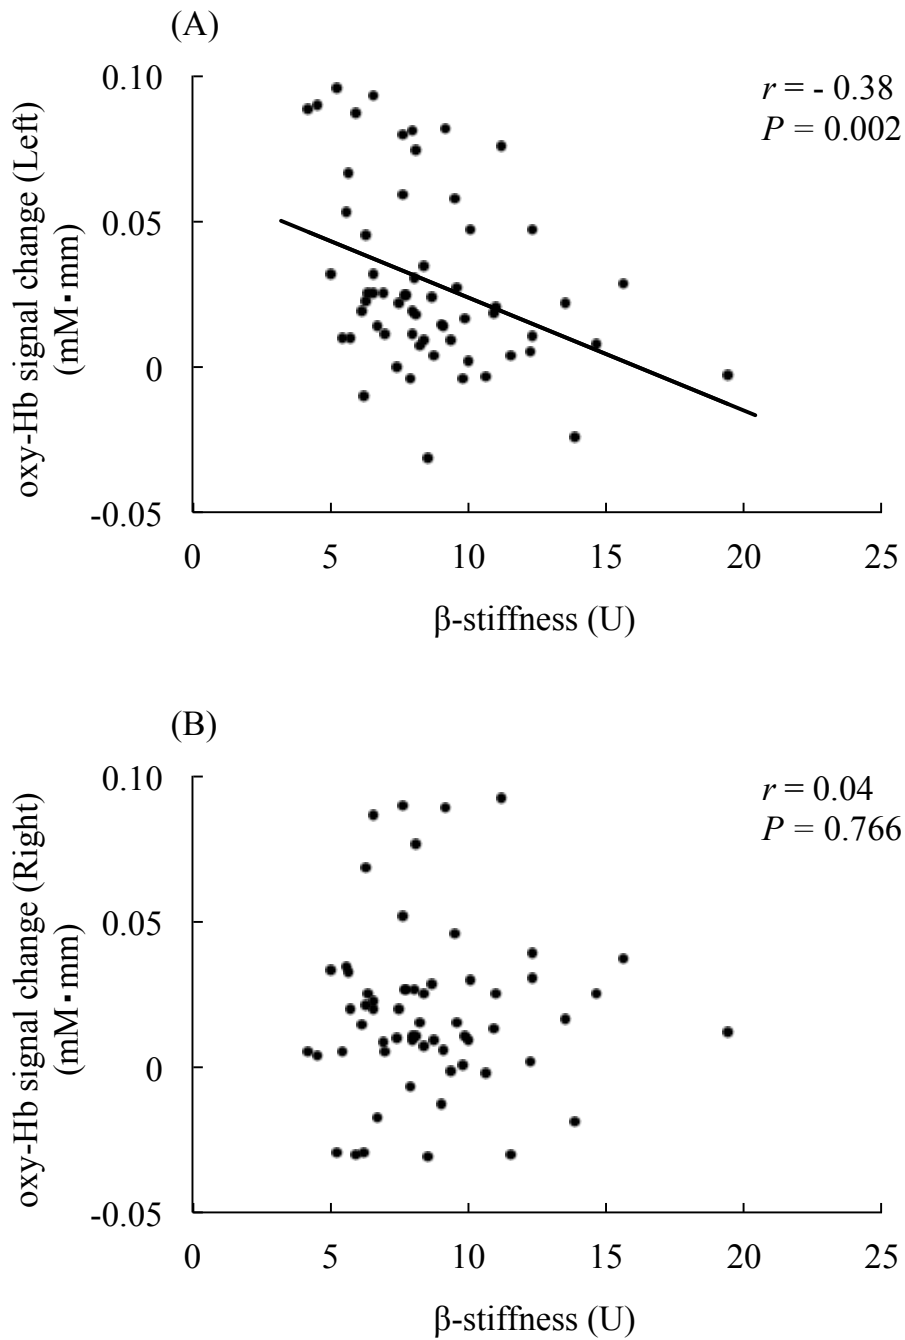 (A)
oxy-Hb signal change (Left)
(mM･mm)
0.10
0.05
0
-0.05
r = - 0.38
P = 0.002
0 5 10 15 20 25
β-stiffness (U)
(B)
oxy-Hb signal change (Right)
(mM･mm)
0.10
0.05
0
-0.05
r = 0.04
P = 0.766
0 5 10 15 20 25
β-stiffness (U)